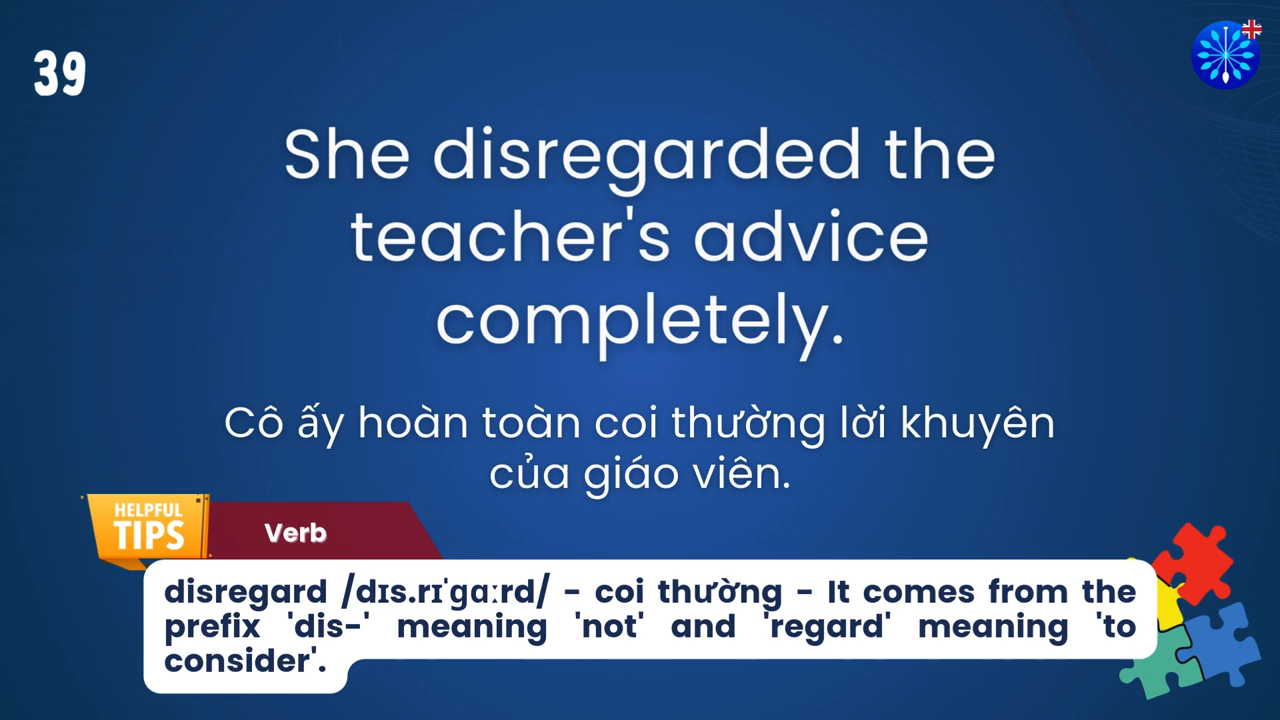 39
She disregarded the
teacher's advice
completely.
Cô ấy hoàn toàn coi thường lời khuyên
của giáo viên.
HELPFUL
TIPS
Verb
disregard /dɪs.rɪˈɡɑːrd/ - coi thường - It comes from the
prefix 'dis-' meaning 'not' and 'regard' meaning 'to
consider'.